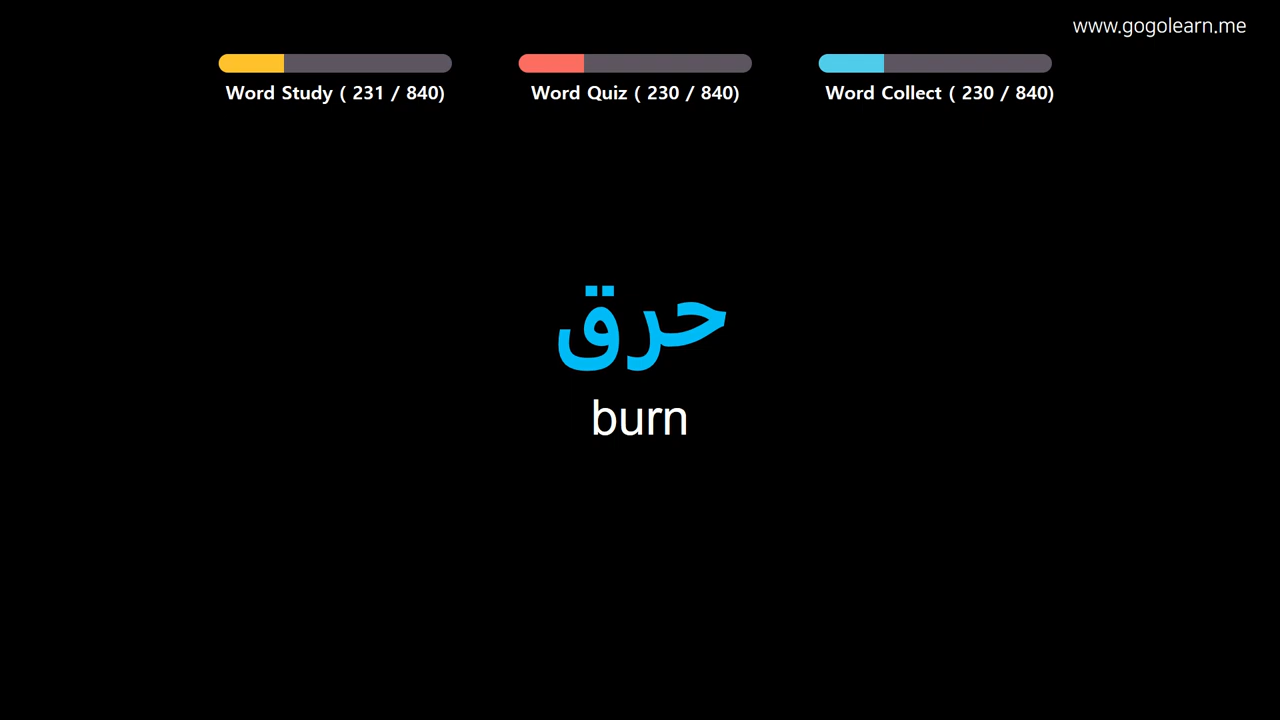 www.gogolearn.me
Word Study ( 231 / 840)
Word Quiz ( 230 / 840)
Word Collect ( 230 / 840)
حرق
burn